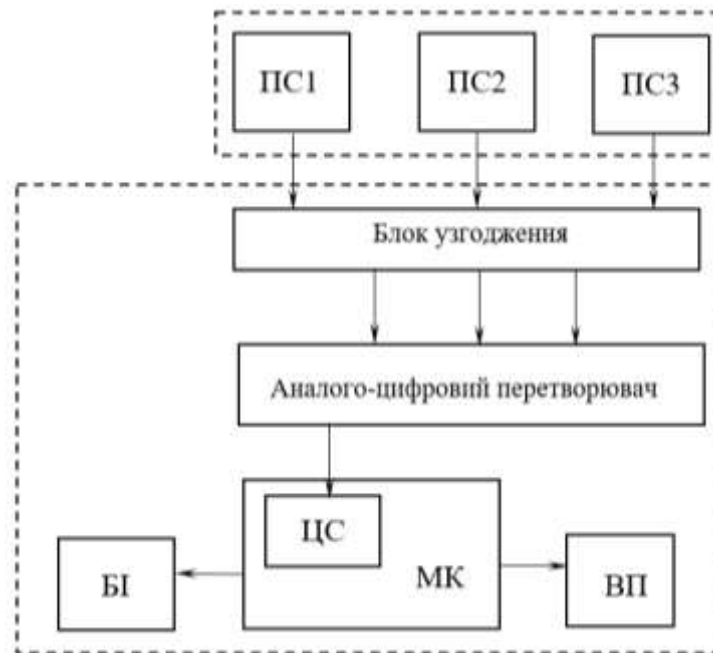 ПС1 ПС2 ПС3
Блок узгодження
Аналого-цифровий перетворювач
ЦС
БІ МК ВП